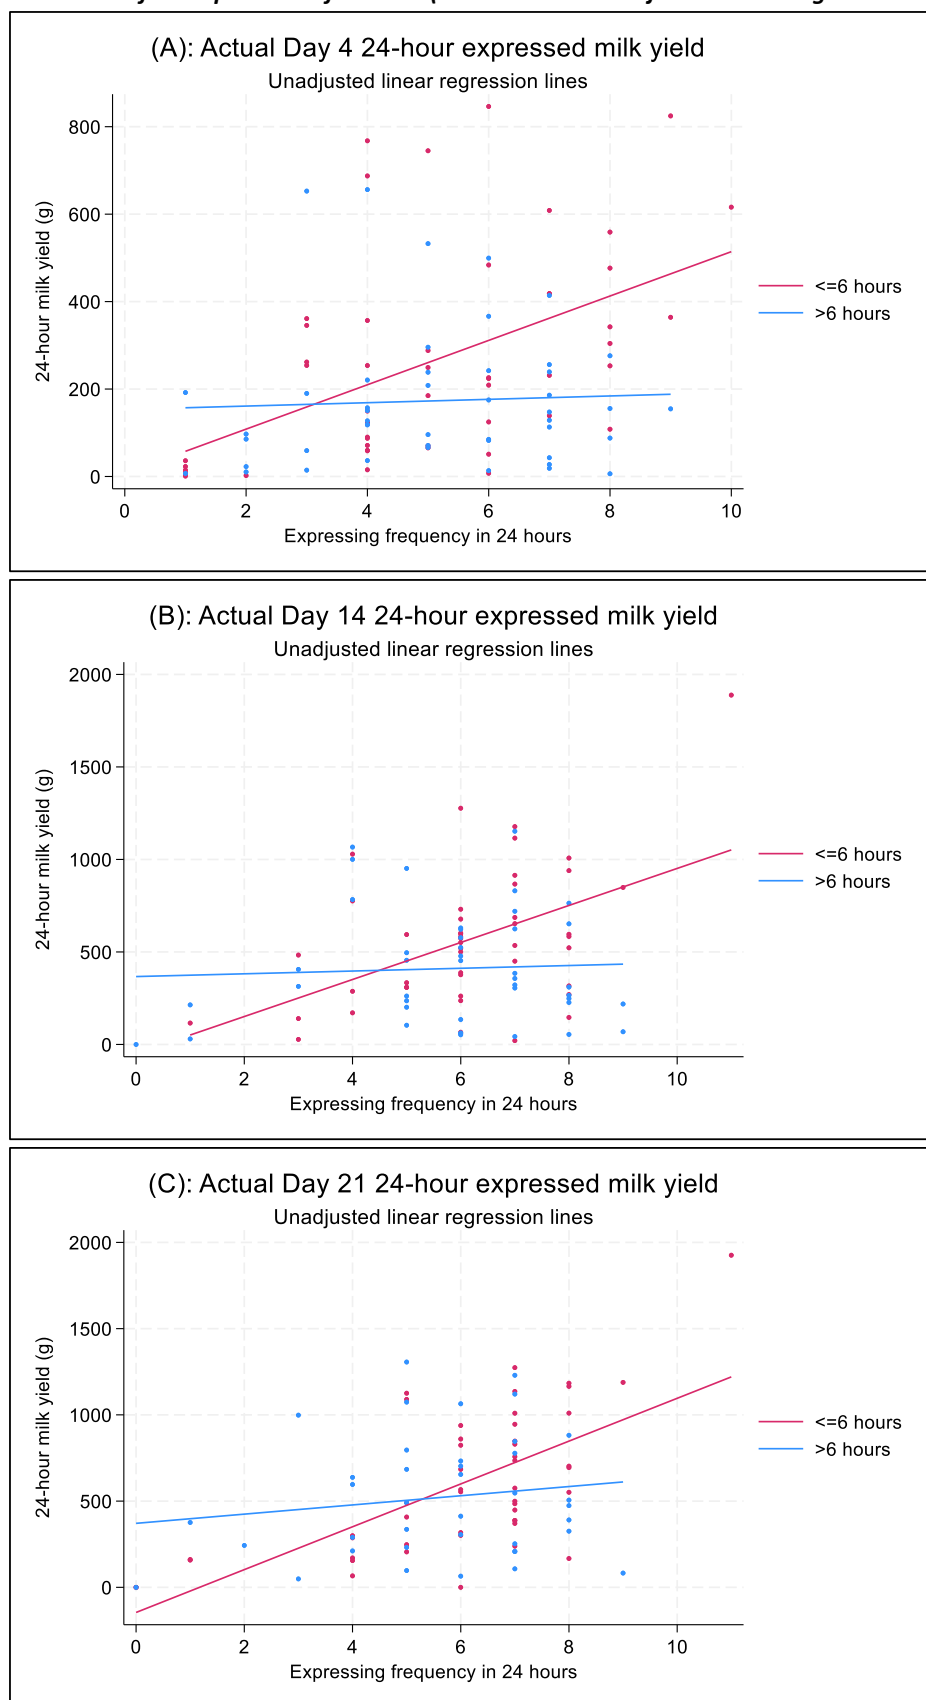 (A): Actual Day 4 24-hour expressed milk yield
Unadjusted linear regression lines
24-hour milk yield (g)
800
600
400
200
0
0 2 4 6 8 10
Expressing frequency in 24 hours
<=6 hours
>6 hours
(B): Actual Day 14 24-hour expressed milk yield
Unadjusted linear regression lines
24-hour milk yield (g)
2000
1500
1000
500
0
0 2 4 6 8 10
Expressing frequency in 24 hours
<=6 hours
>6 hours
(C): Actual Day 21 24-hour expressed milk yield
Unadjusted linear regression lines
24-hour milk yield (g)
2000
1500
1000
500
0
0 2 4 6 8 10
Expressing frequency in 24 hours
<=6 hours
>6 hours